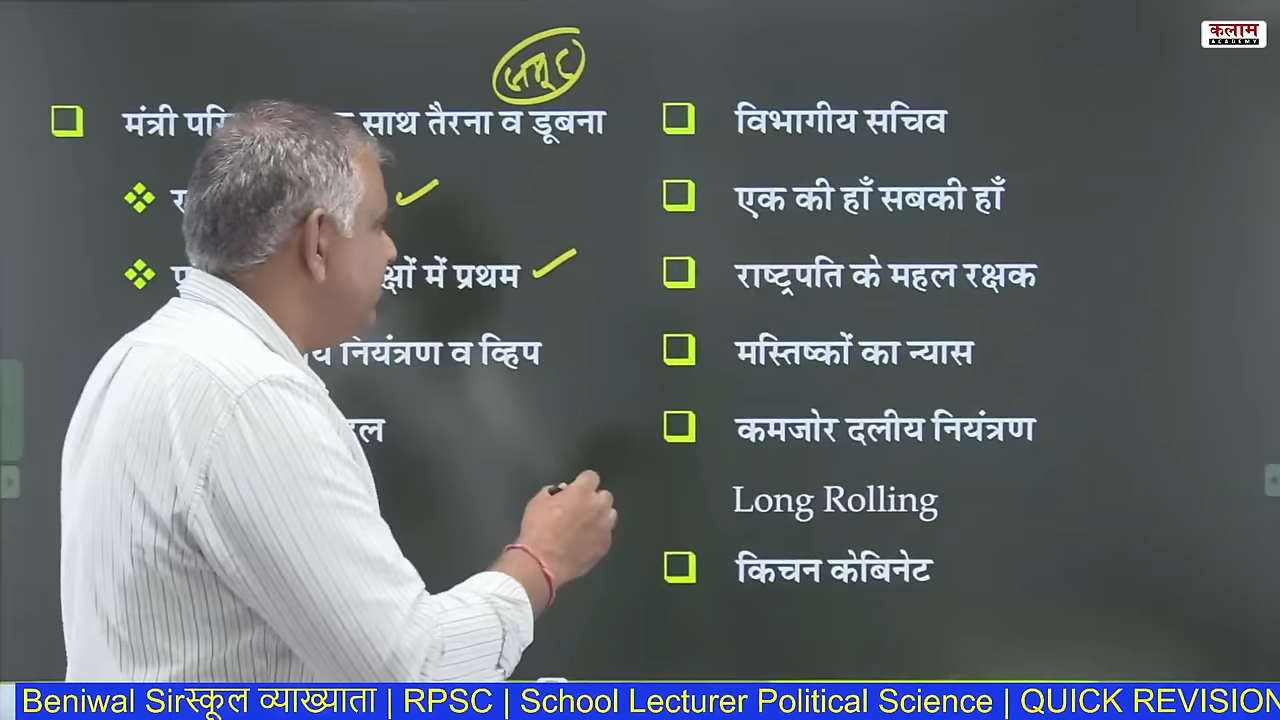 कलाम
ACADEMY
मंत्री साथ तैरना व डूबना
में प्रथम
नियंत्रण व व्हिप
विभागीय सचिव
एक की हाँ सबकी हाँ
राष्ट्रपति के महल रक्षक
मस्तिष्कों का न्यास
कमजोर दलीय नियंत्रण
Long Rolling
किचन केबिनेट
Beniwal Sirस्कूल व्याख्याता | RPSC | School Lecturer Political Science | QUICK REVISION